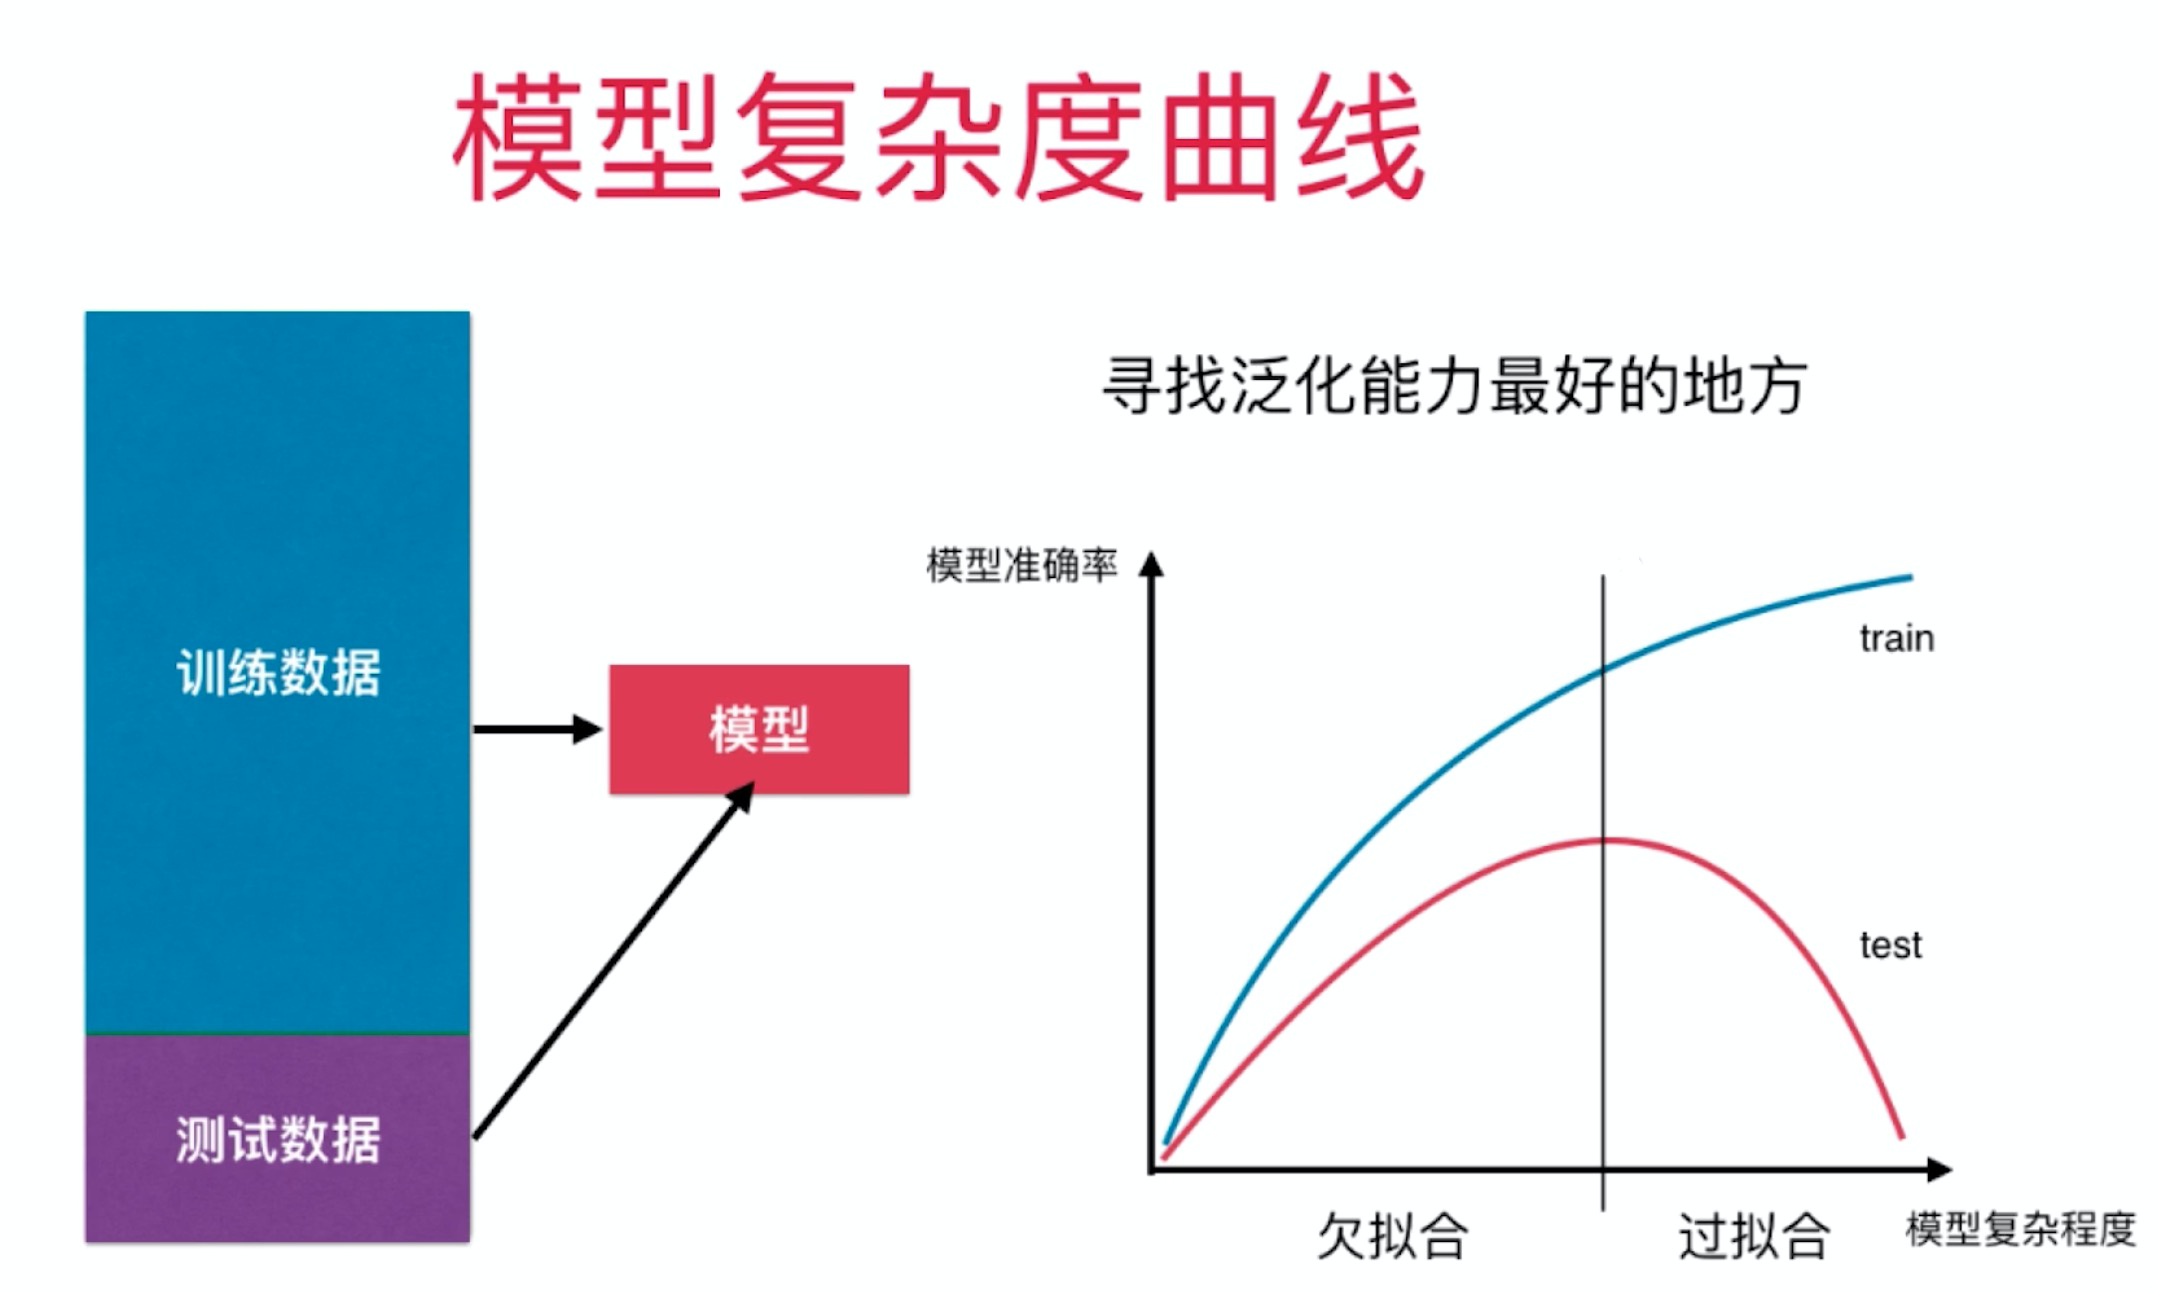 模型复杂度曲线
训练数据
测试数据
模型
寻找泛化能力最好的地方
模型准确率
train
test
欠拟合
过拟合
模型复杂程度